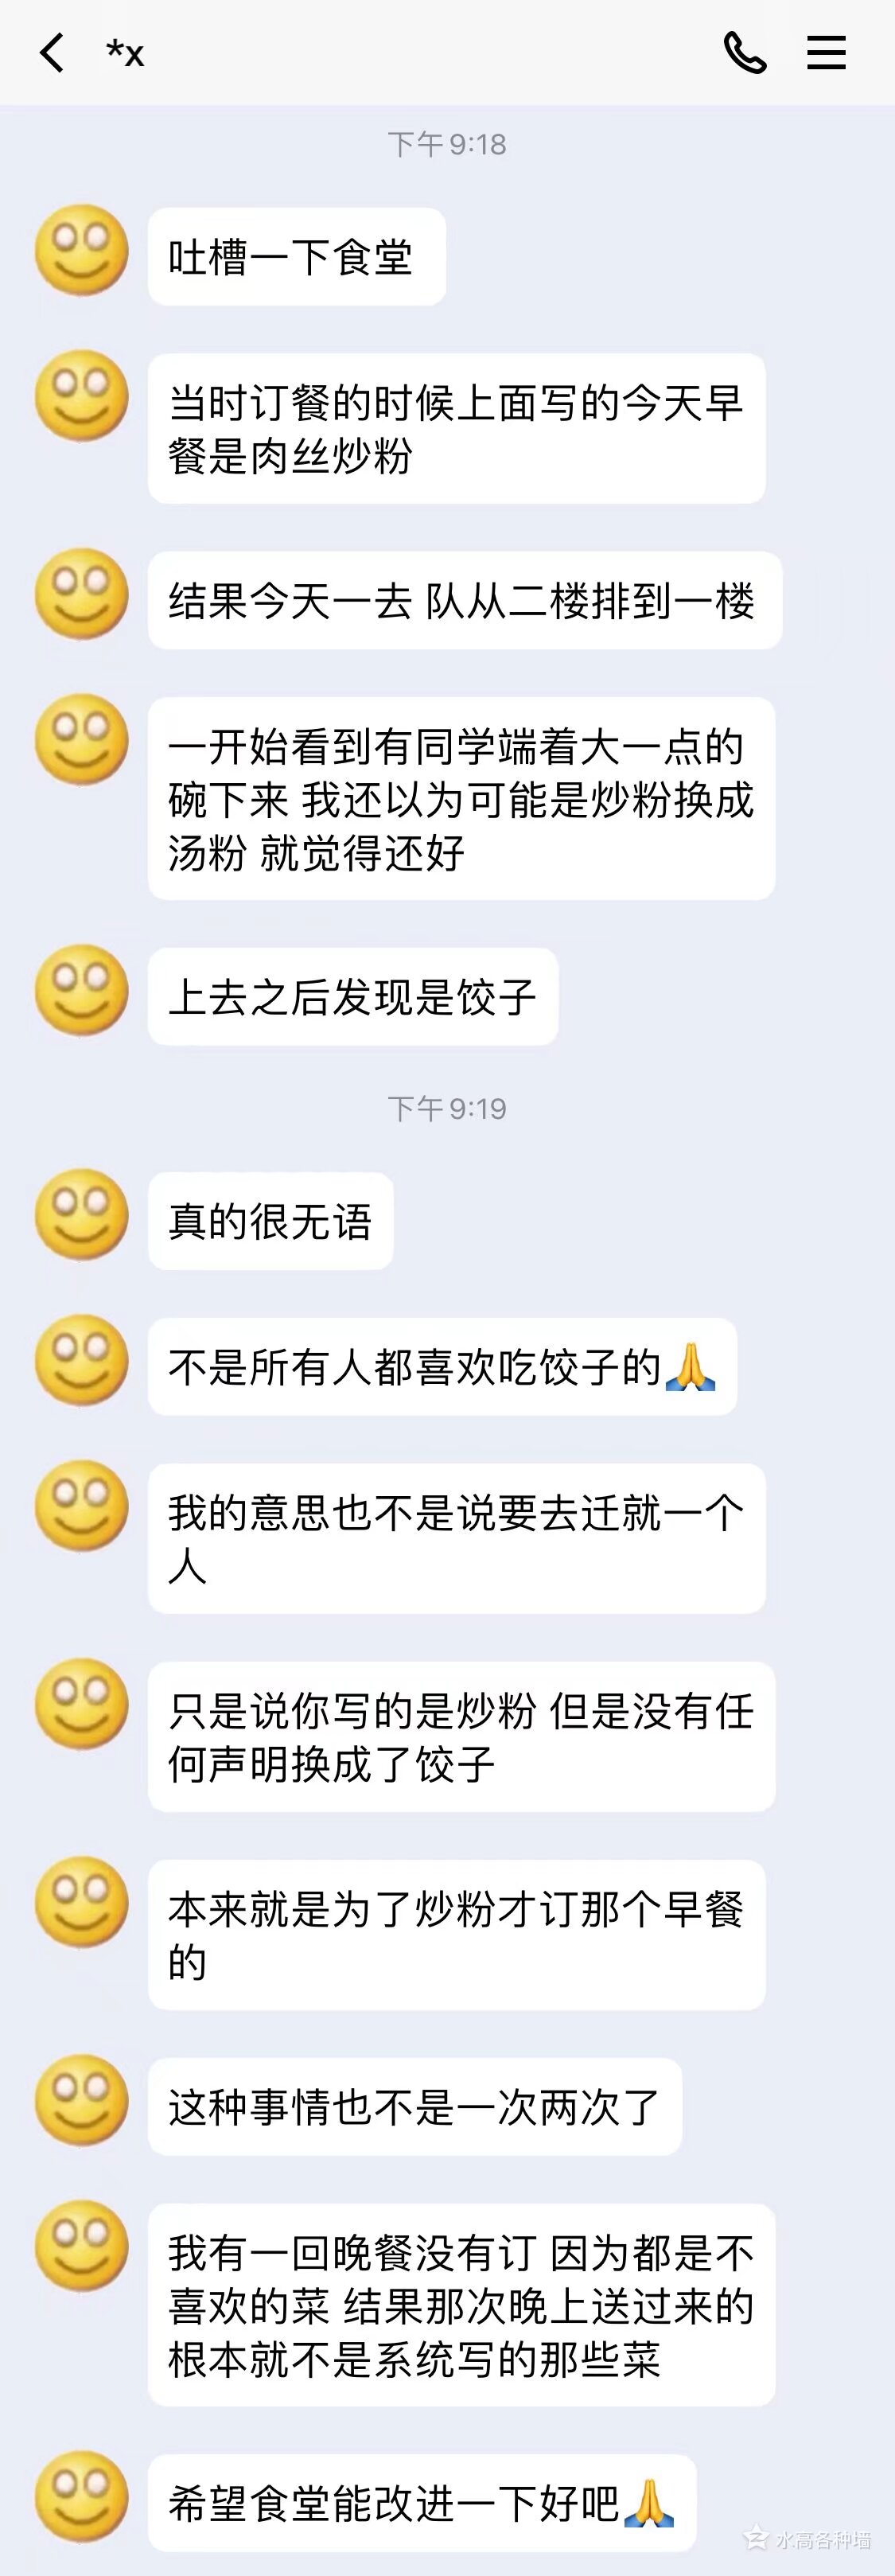 *x
下午 9:18
吐槽一下食堂
当时订餐的时候上面写的今天早
餐是肉丝炒粉
结果今天一去 队从二楼排到一楼
一开始看到有同学端着大一点的
碗下来 我还以为可能是炒粉换成
汤粉 就觉得还好
上去之后发现是饺子
下午 9:19
真的很无语
不是所有人都喜欢吃饺子的🙏
我的意思也不是说要去迁就一个
人
只是说你写的是炒粉 但是没有任
何声明换成了饺子
本来就是为了炒粉才订那个早餐
的
这种事情也不是一次两次了
我有一回晚餐没有订 因为都是不
喜欢的菜 结果那次晚上送过来的
根本就不是系统写的那些菜
希望食堂能改进一下好吧🙏
水高各种墙